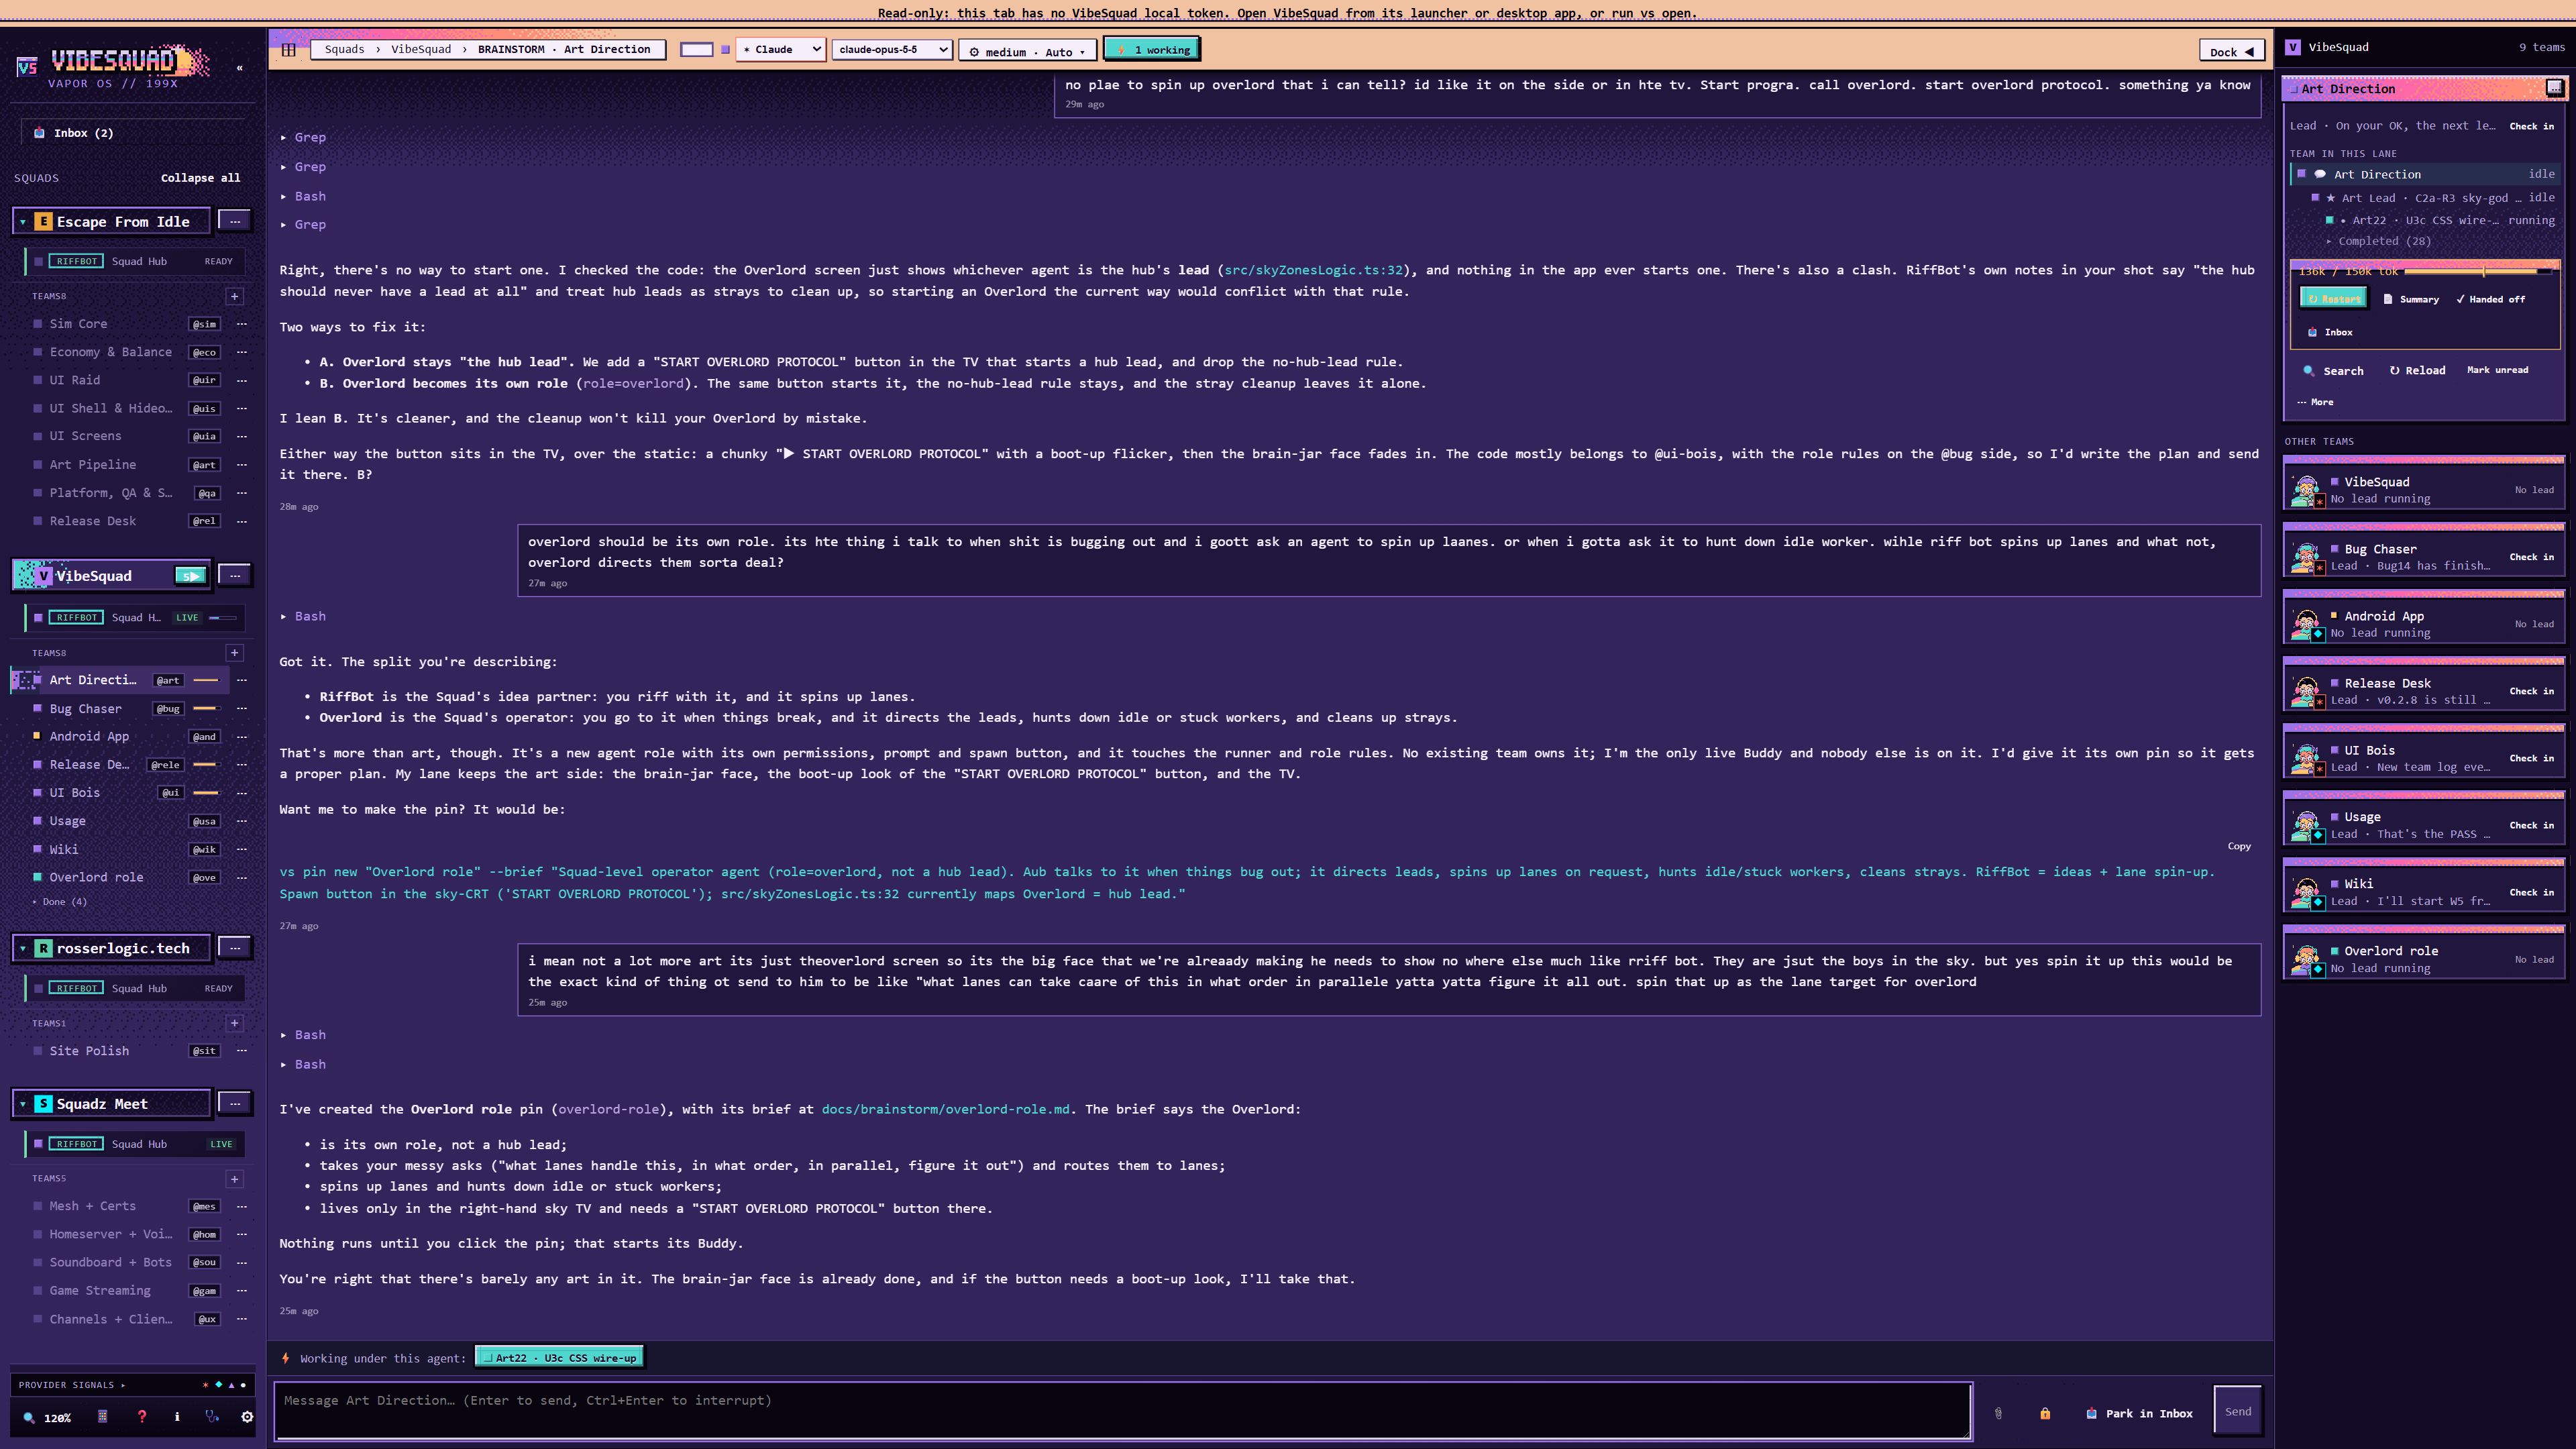 Read-only: this tab has no VibeSquad local token. Open VibeSquad from its launcher or desktop app, or run vs open.
VS VIBESQUAD
VAPOR OS // 199X
«
Inbox (2)
SQUADS Collapse all
E Escape From Idle
RIFFBOT Squad Hub READY
TEAMS8 +
Sim Core @sim
Economy & Balance @eco
UI Raid @uir
UI Shell & Hideo… @uis
UI Screens @uia
Art Pipeline @art
Platform, QA & S… @qa
Release Desk @rel
V VibeSquad 5▶
RIFFBOT Squad H… LIVE
TEAMS8 +
Art Directi… @art
Bug Chaser @bug
Android App @and
Release De… @rele
UI Bois @ui
Usage @usa
Wiki @wik
Overlord role @ove
▸ Done (4)
R rosserlogic.tech
RIFFBOT Squad Hub READY
TEAMS1 +
Site Polish @sit
S Squadz Meet
RIFFBOT Squad Hub LIVE
TEAMS5 +
Mesh + Certs @mes
Homeserver + Voi… @hom
Soundboard + Bots @sou
Game Streaming @gam
Channels + Clien… @ux
PROVIDER SIGNALS ▸
120%
Squads › VibeSquad › BRAINSTORM · Art Direction
✶ Claude
claude-opus-5-5
medium · Auto ▾
1 working
Dock ◀
no plae to spin up overlord that i can tell? id like it on the side or in hte tv. Start progra. call overlord. start overlord protocol. something ya know
29m ago
▸ Grep
▸ Grep
▸ Bash
▸ Grep
Right, there's no way to start one. I checked the code: the Overlord screen just shows whichever agent is the hub's lead (src/skyZonesLogic.ts:32), and nothing in the app ever starts one. There's also a clash. RiffBot's own notes in your shot say "the hub
should never have a lead at all" and treat hub leads as strays to clean up, so starting an Overlord the current way would conflict with that rule.
Two ways to fix it:
• A. Overlord stays "the hub lead". We add a "START OVERLORD PROTOCOL" button in the TV that starts a hub lead, and drop the no-hub-lead rule.
• B. Overlord becomes its own role (role=overlord). The same button starts it, the no-hub-lead rule stays, and the stray cleanup leaves it alone.
I lean B. It's cleaner, and the cleanup won't kill your Overlord by mistake.
Either way the button sits in the TV, over the static: a chunky "▶ START OVERLORD PROTOCOL" with a boot-up flicker, then the brain-jar face fades in. The code mostly belongs to @ui-bois, with the role rules on the @bug side, so I'd write the plan and send
it there. B?
28m ago
overlord should be its own role. its hte thing i talk to when shit is bugging out and i goott ask an agent to spin up laanes. or when i gotta ask it to hunt down idle worker. wihle riff bot spins up lanes and what not,
overlord directs them sorta deal?
27m ago
▸ Bash
Got it. The split you're describing:
• RiffBot is the Squad's idea partner: you riff with it, and it spins up lanes.
• Overlord is the Squad's operator: you go to it when things break, and it directs the leads, hunts down idle or stuck workers, and cleans up strays.
That's more than art, though. It's a new agent role with its own permissions, prompt and spawn button, and it touches the runner and role rules. No existing team owns it; I'm the only live Buddy and nobody else is on it. I'd give it its own pin so it gets
a proper plan. My lane keeps the art side: the brain-jar face, the boot-up look of the "START OVERLORD PROTOCOL" button, and the TV.
Want me to make the pin? It would be:
Copy
vs pin new "Overlord role" --brief "Squad-level operator agent (role=overlord, not a hub lead). Aub talks to it when things bug out; it directs leads, spins up lanes on request, hunts idle/stuck workers, cleans strays. RiffBot = ideas + lane spin-up.
Spawn button in the sky-CRT ('START OVERLORD PROTOCOL'); src/skyZonesLogic.ts:32 currently maps Overlord = hub lead."
27m ago
i mean not a lot more art its just theoverlord screen so its the big face that we're alreaady making he needs to show no where else much like rriff bot. They are jsut the boys in the sky. but yes spin it up this would be
the exact kind of thing ot send to him to be like "what lanes can take caare of this in what order in parallele yatta yatta figure it all out. spin that up as the lane target for overlord
25m ago
▸ Bash
▸ Bash
I've created the Overlord role pin (overlord-role), with its brief at docs/brainstorm/overlord-role.md. The brief says the Overlord:
• is its own role, not a hub lead;
• takes your messy asks ("what lanes handle this, in what order, in parallel, figure it out") and routes them to lanes;
• spins up lanes and hunts down idle or stuck workers;
• lives only in the right-hand sky TV and needs a "START OVERLORD PROTOCOL" button there.
Nothing runs until you click the pin; that starts its Buddy.
You're right that there's barely any art in it. The brain-jar face is already done, and if the button needs a boot-up look, I'll take that.
25m ago
Working under this agent: Art22 · U3c CSS wire-up
Message Art Direction… (Enter to send, Ctrl+Enter to interrupt)
Park in Inbox
Send
V VibeSquad 9 teams
Art Direction
Lead · On your OK, the next le… Check in
TEAM IN THIS LANE
Art Direction idle
★ Art Lead · C2a-R3 sky-god … idle
• Art22 · U3c CSS wire-… running
▸ Completed (28)
136k / 150k tok
↻ Restart
Summary
✓ Handed off
Inbox
Search
↻ Reload
Mark unread
⋯ More
OTHER TEAMS
VibeSquad
No lead running
No lead
Bug Chaser
Lead · Bug14 has finish…
Check in
Android App
No lead running
No lead
Release Desk
Lead · v0.2.8 is still …
Check in
UI Bois
Lead · New team log eve…
Check in
Usage
Lead · That's the PASS …
Check in
Wiki
Lead · I'll start W5 fr…
Check in
Overlord role
No lead running
No lead